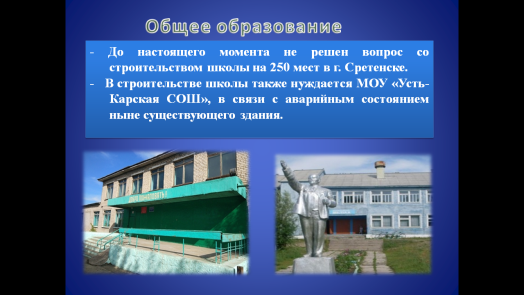 Общее образование
- До настоящего момента не решен вопрос со
строительством школы на 250 мест в г. Сретенске.
- В строительстве школы также нуждается МОУ «Усть-
Карская СОШ», в связи с аварийным состоянием
ныне существующего здания.